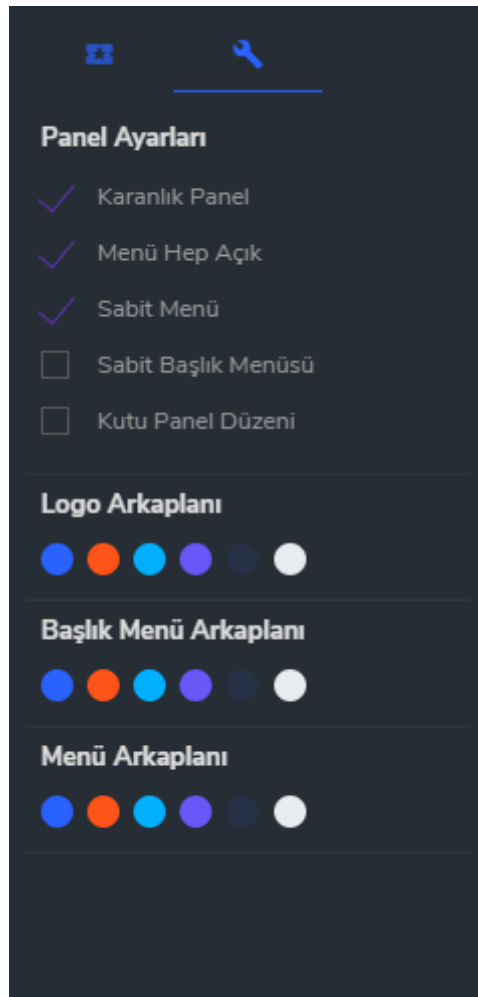 Panel Ayarları
Karanlık Panel
Menü Hep Açık
Sabit Menü
Sabit Başlık Menüsü
Kutu Panel Düzeni
Logo Arkaplanı
Başlık Menü Arkaplanı
Menü Arkaplanı